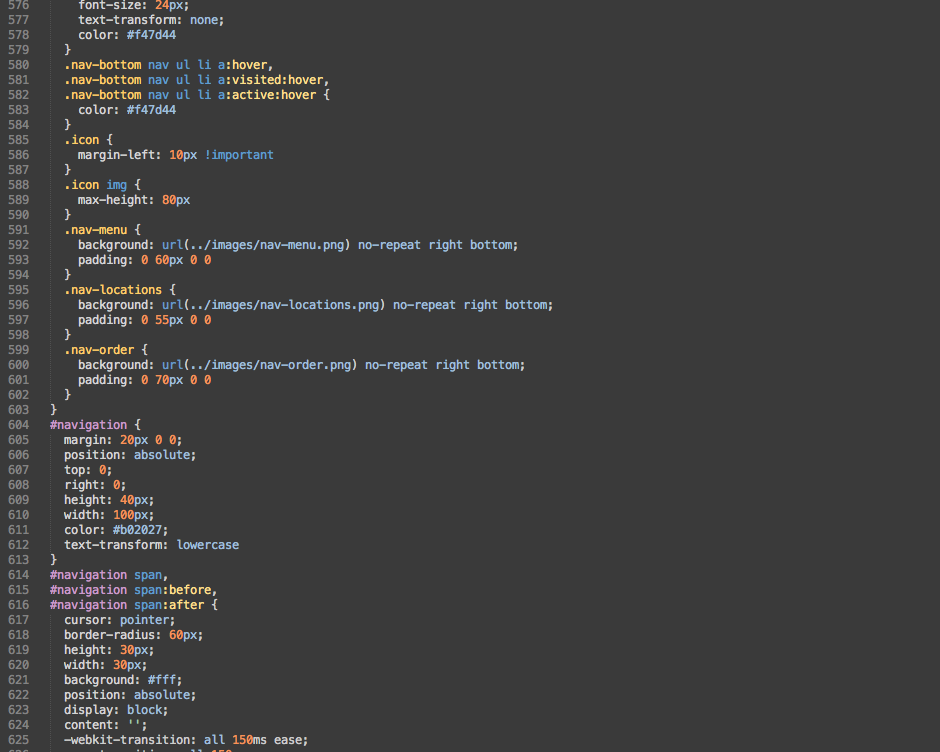 576 font-size: 24px;
577 text-transform: none;
578 color: #f47d44
579 }
580 .nav-bottom nav ul li a:hover,
581 .nav-bottom nav ul li a:visited:hover,
582 .nav-bottom nav ul li a:active:hover {
583 color: #f47d44
584 }
585 .icon {
586 margin-left: 10px !important
587 }
588 .icon img {
589 max-height: 80px
590 }
591 .nav-menu {
592 background: url(../images/nav-menu.png) no-repeat right bottom;
593 padding: 0 60px 0 0
594 }
595 .nav-locations {
596 background: url(../images/nav-locations.png) no-repeat right bottom;
597 padding: 0 55px 0 0
598 }
599 .nav-order {
600 background: url(../images/nav-order.png) no-repeat right bottom;
601 padding: 0 70px 0 0
602 }
603 }
604 #navigation {
605 margin: 20px 0 0;
606 position: absolute;
607 top: 0;
608 right: 0;
609 height: 40px;
610 width: 100px;
611 color: #b02027;
612 text-transform: lowercase
613 }
614 #navigation span,
615 #navigation span:before,
616 #navigation span:after {
617 cursor: pointer;
618 border-radius: 60px;
619 height: 30px;
620 width: 30px;
621 background: #fff;
622 position: absolute;
623 display: block;
624 content: '';
625 -webkit-transition: all 150ms ease;